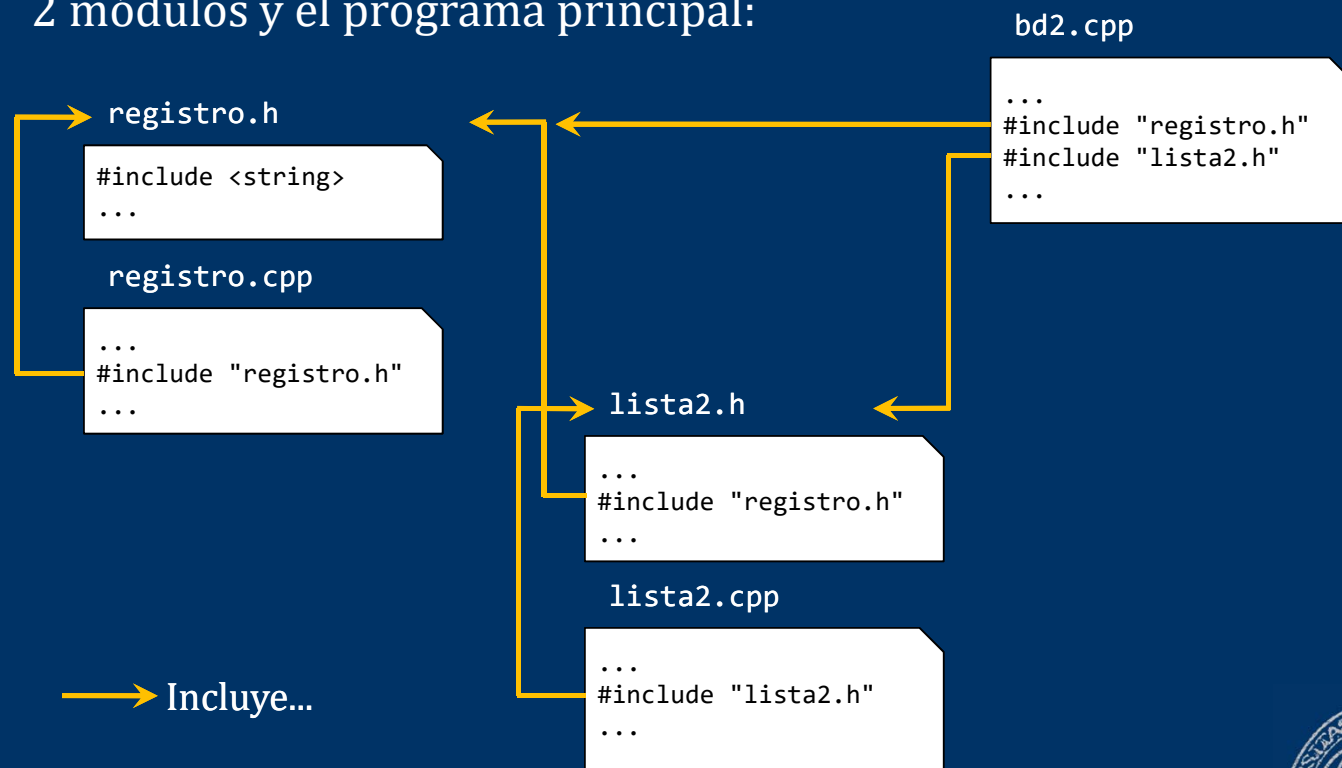 2 módulos y el programa principal:
bd2.cpp
...
#include "registro.h"
#include "lista2.h"
...
registro.h
#include <string>
...
registro.cpp
...
#include "registro.h"
...
lista2.h
...
#include "registro.h"
...
lista2.cpp
...
#include "lista2.h"
...
Incluye...